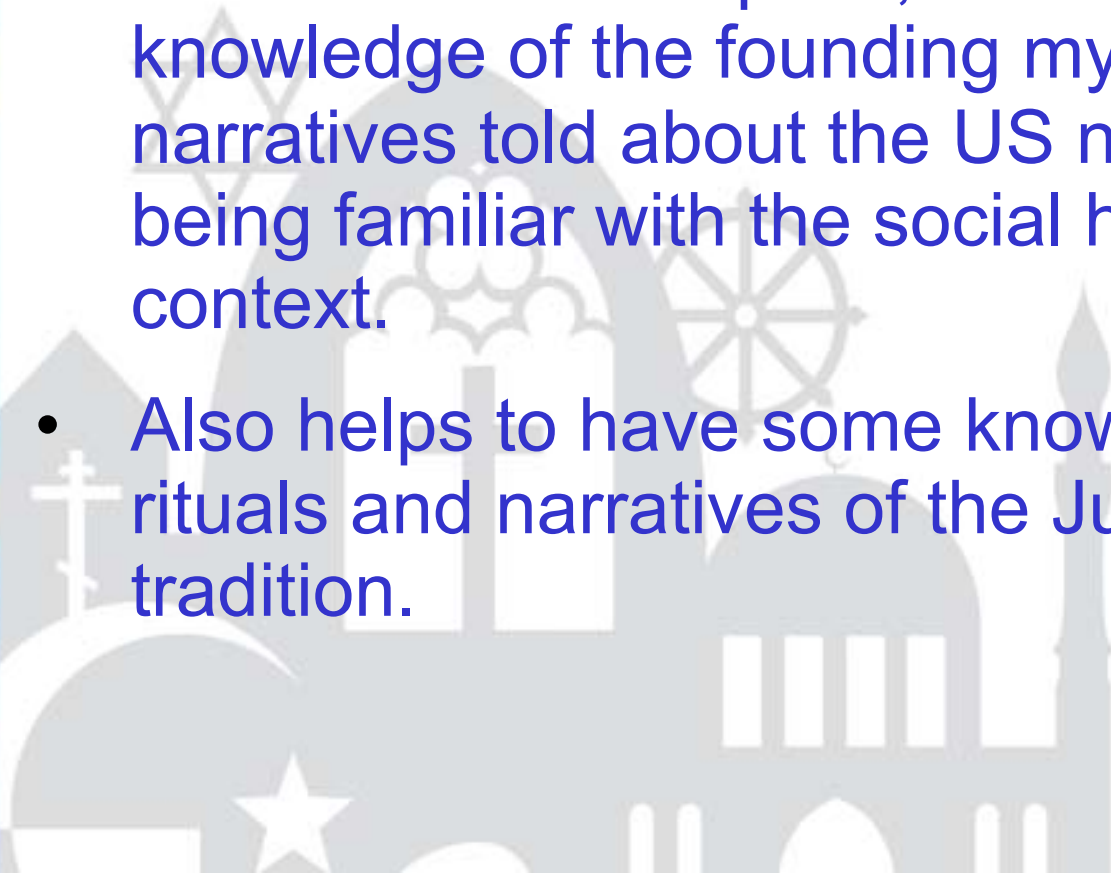 knowledge of the founding my
narratives told about the US n
being familiar with the social h
context.
• Also helps to have some know
rituals and narratives of the Ju
tradition.